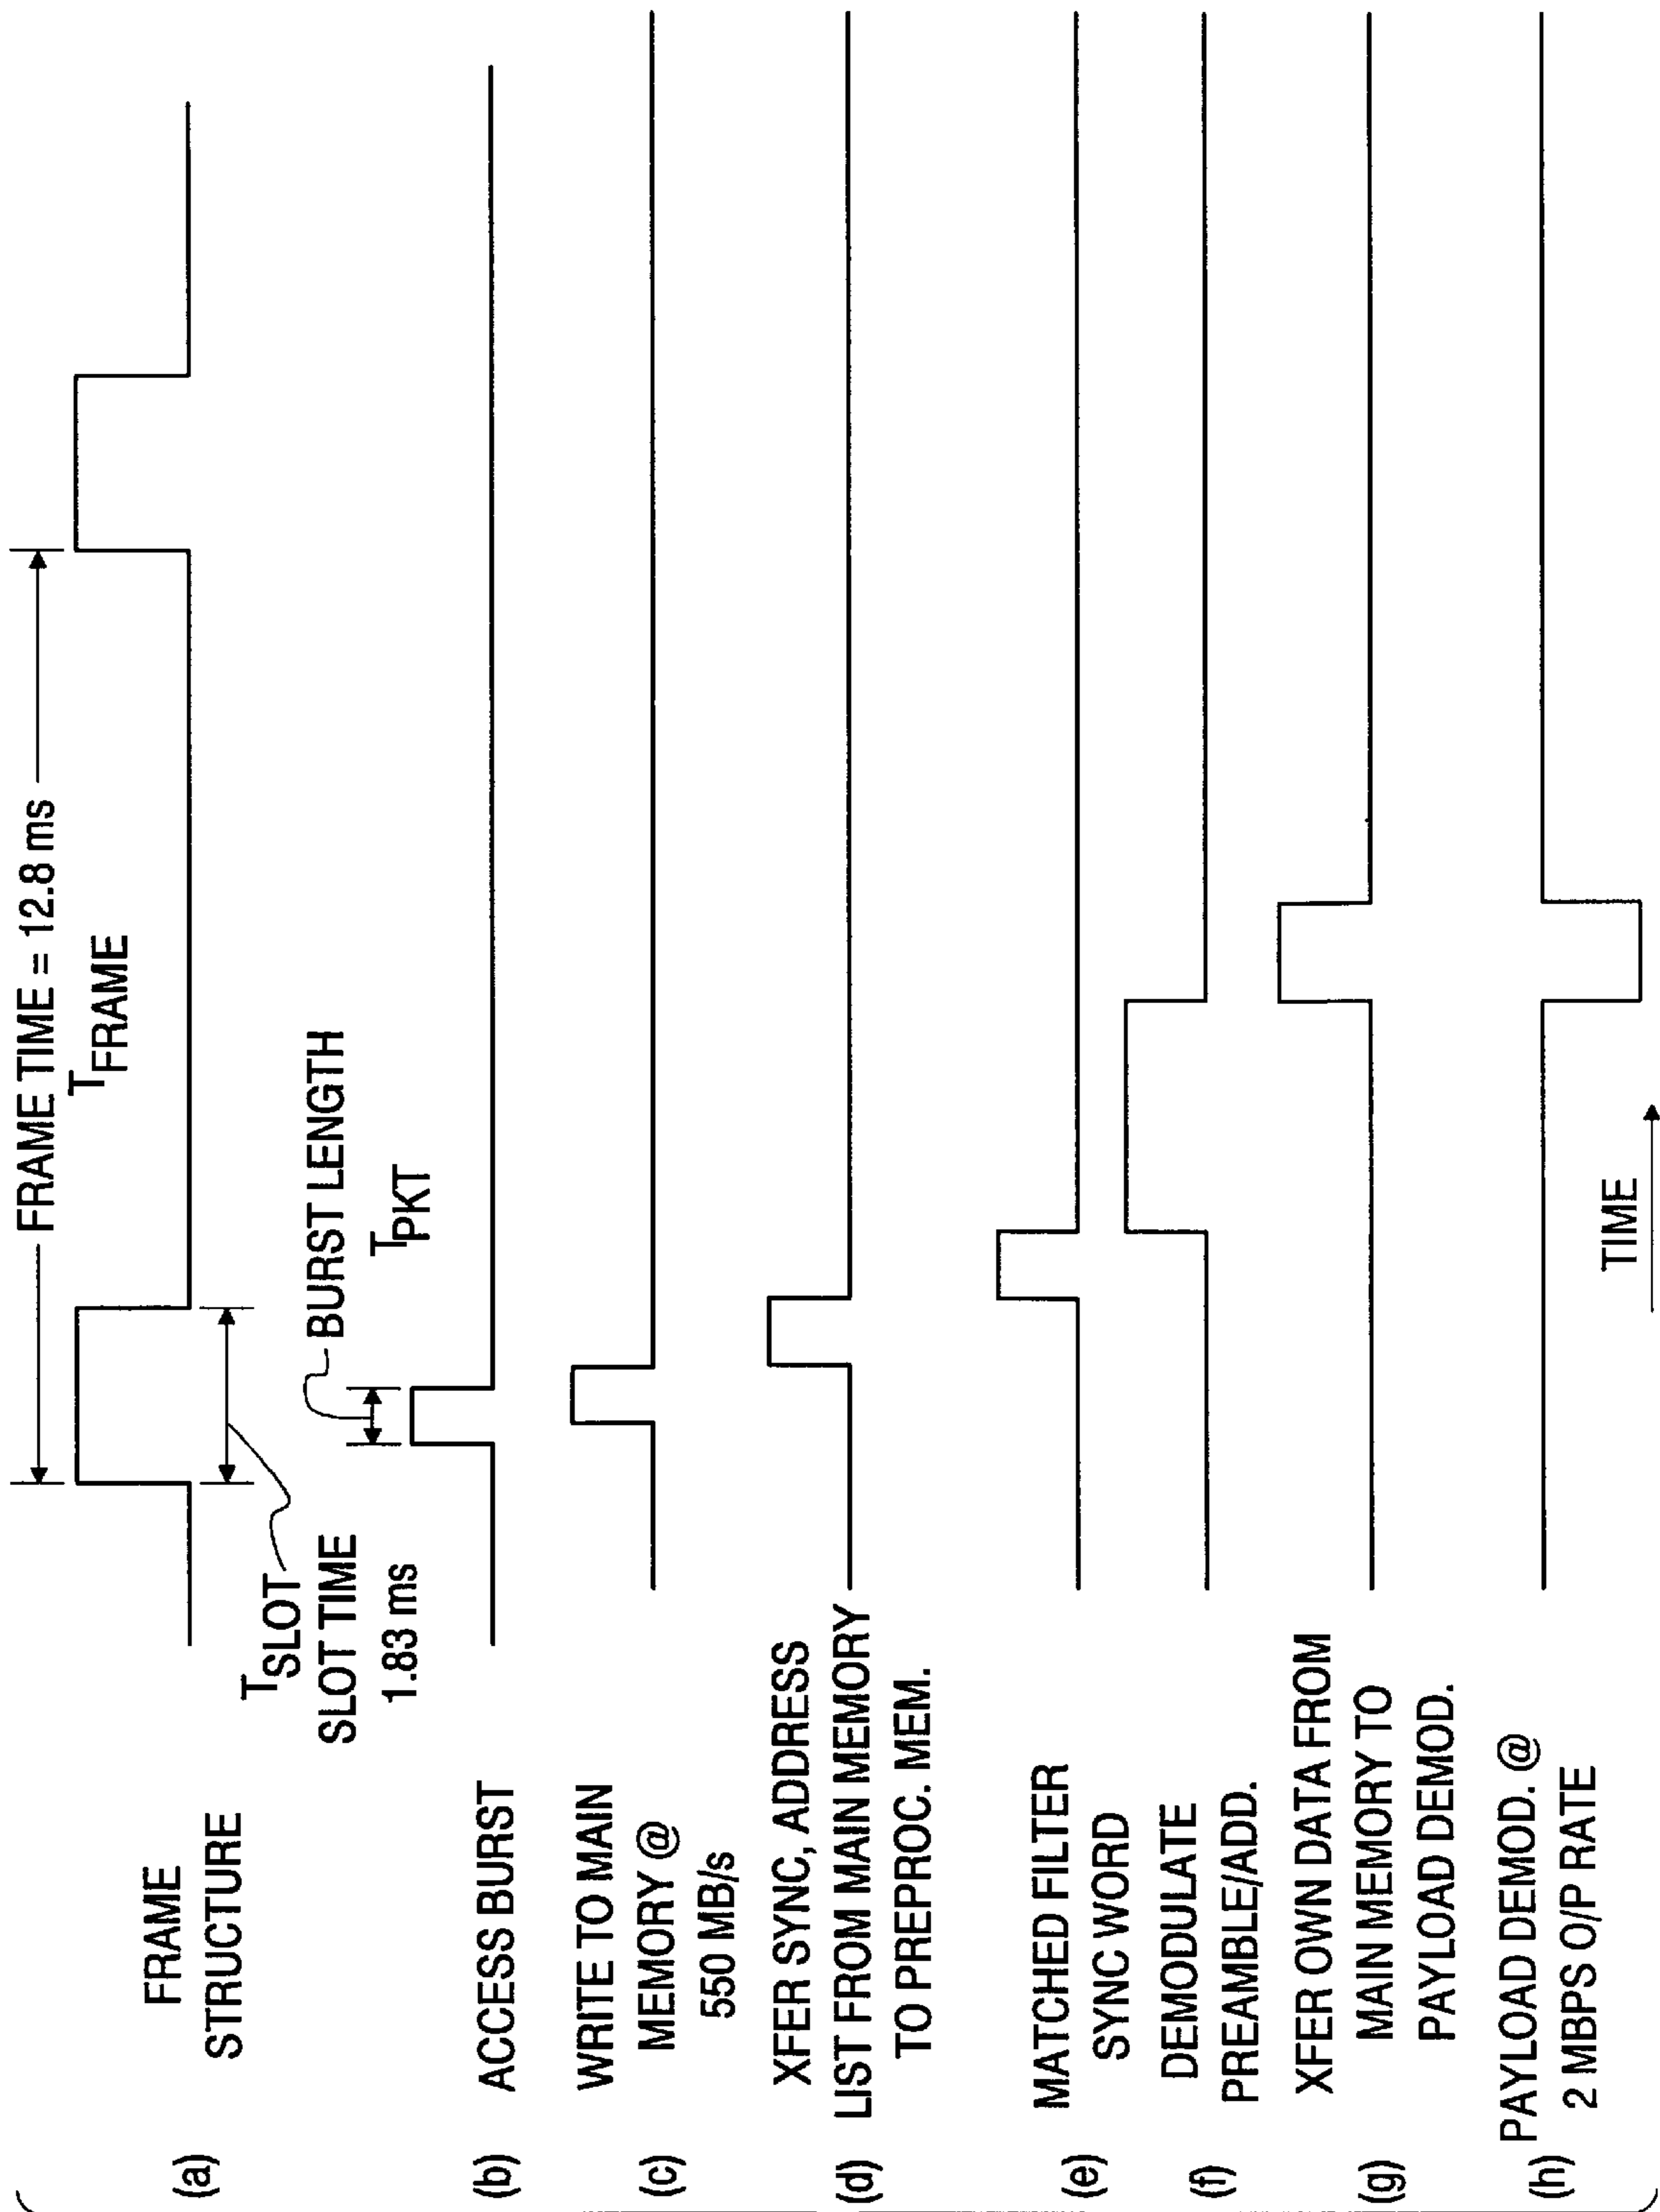 FRAME TIME = 12.8 ms
TFRAME
(a) FRAME
STRUCTURE
TSLOT
SLOT TIME
1.83 ms
BURST LENGTH
TPKT
(b) ACCESS BURST
WRITE TO MAIN
(c) MEMORY @
550 MB/s
XFER SYNC, ADDRESS
(d) LIST FROM MAIN MEMORY
TO PREPROC. MEM.
(e) MATCHED FILTER
SYNC WORD
(f) DEMODULATE
PREAMBLE/ADD.
XFER OWN DATA FROM
(g) MAIN MEMORY TO
PAYLOAD DEMOD.
(h) PAYLOAD DEMOD. @
2 MBPS O/P RATE
TIME